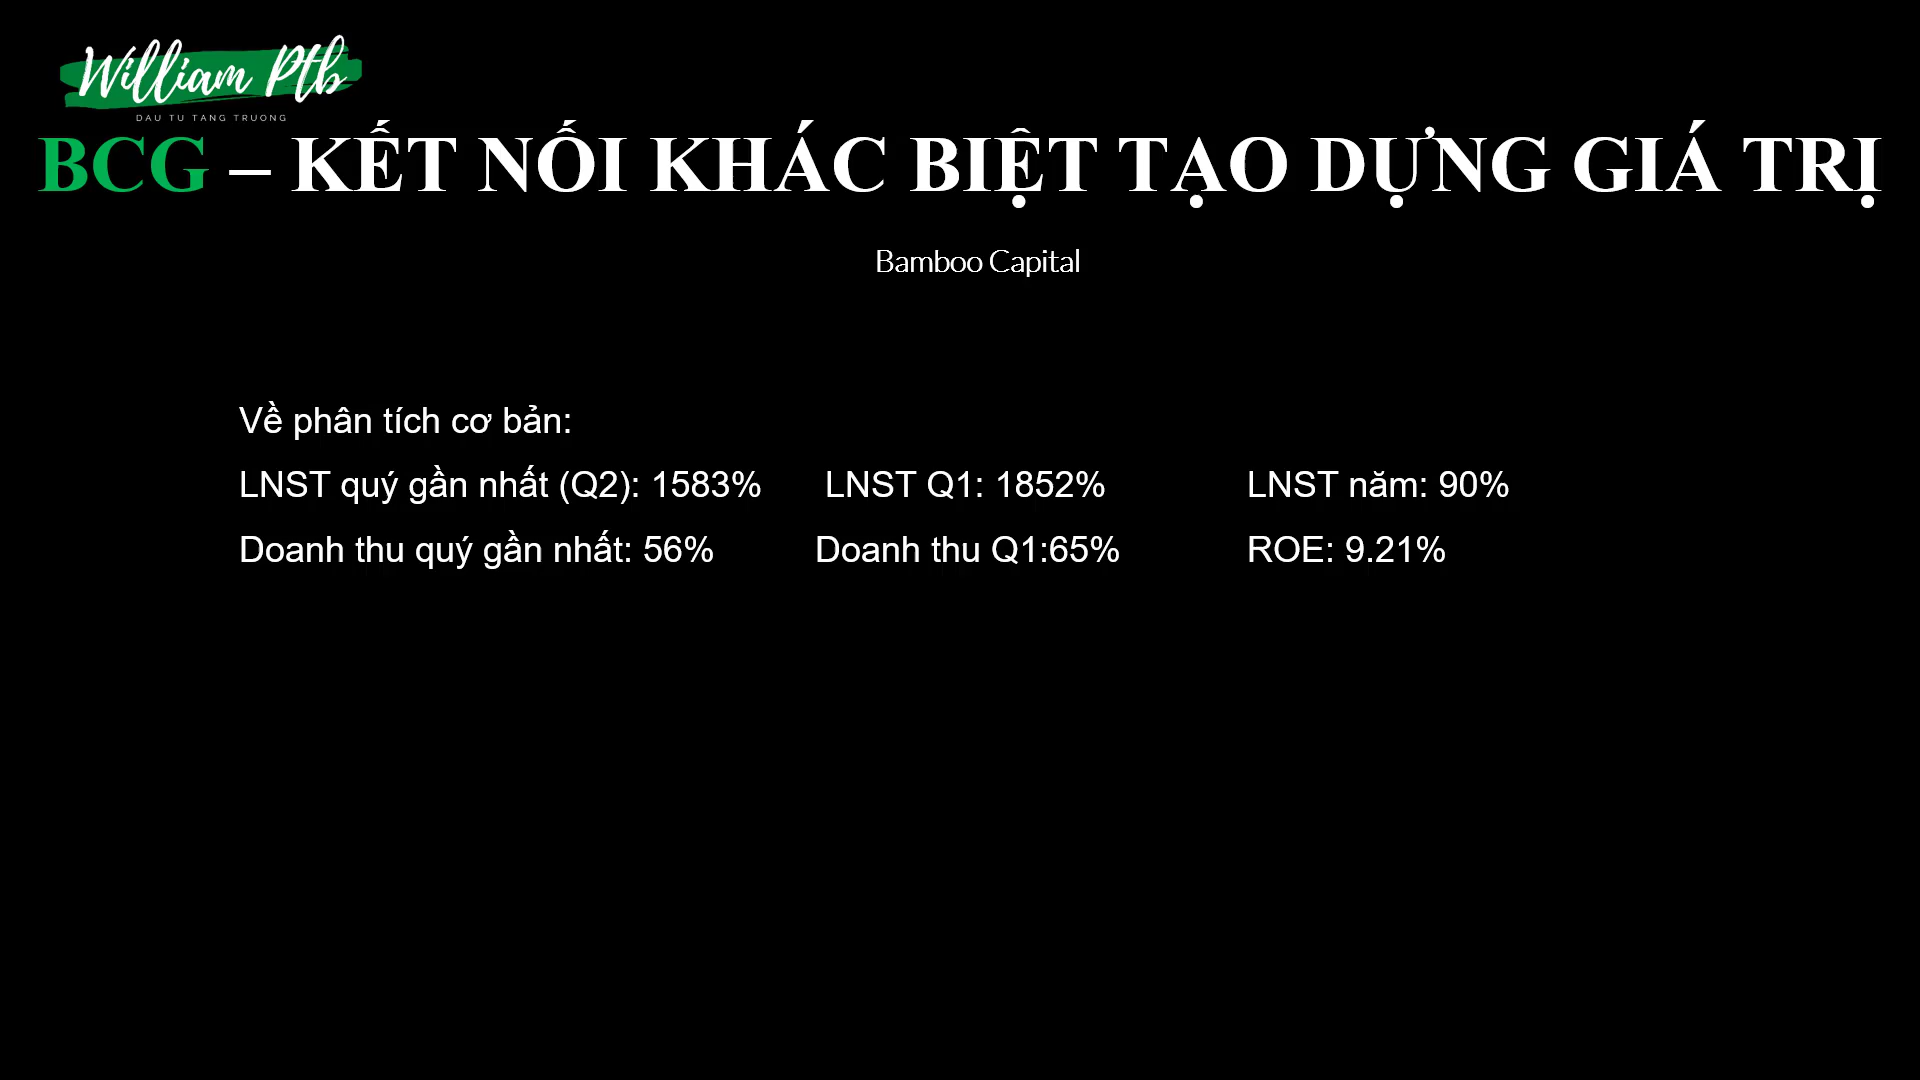 William Ptb
DAU TU TANG TRUONG
BCG – KẾT NỐI KHÁC BIỆT TẠO DỰNG GIÁ TRỊ
Bamboo Capital
Về phân tích cơ bản:
LNST quý gần nhất (Q2): 1583% LNST Q1: 1852% LNST năm: 90%
Doanh thu quý gần nhất: 56% Doanh thu Q1:65% ROE: 9.21%